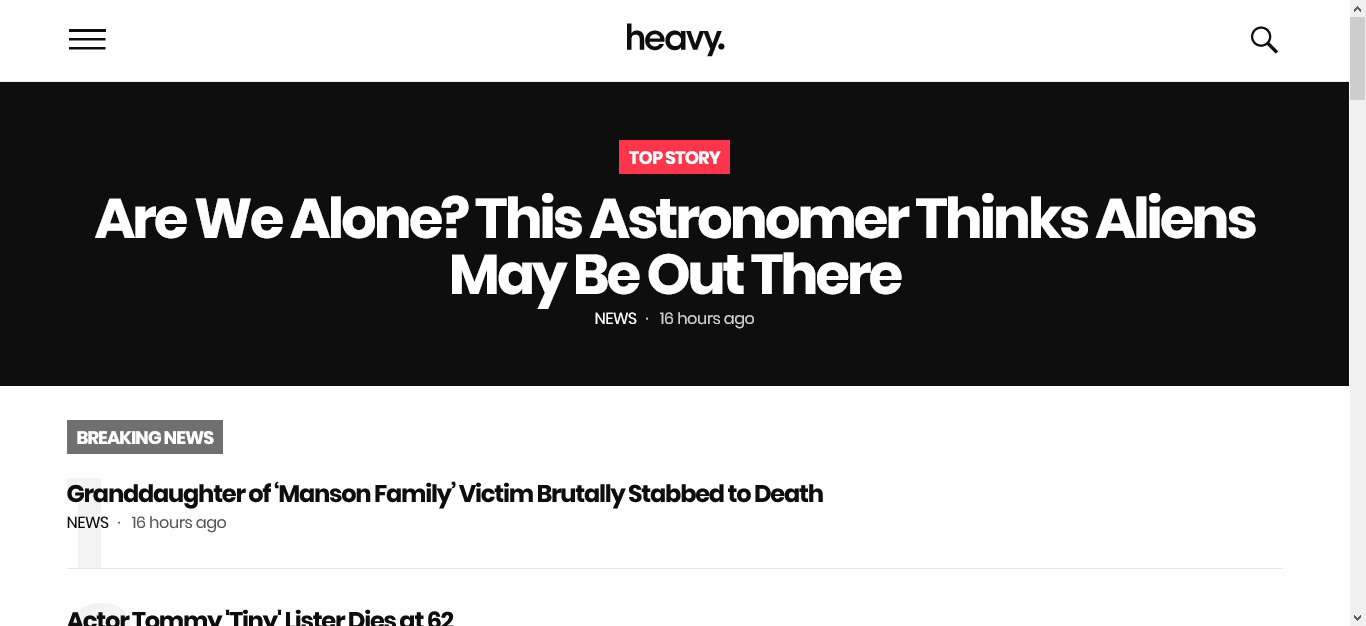 heavy.
TOP STORY
Are We Alone? This Astronomer Thinks Aliens
May Be Out There
NEWS · 16 hours ago
BREAKING NEWS
1
Granddaughter of ‘Manson Family’ Victim Brutally Stabbed to Death
NEWS · 16 hours ago
Actor Tommy 'Tiny' Lister Dies at 62